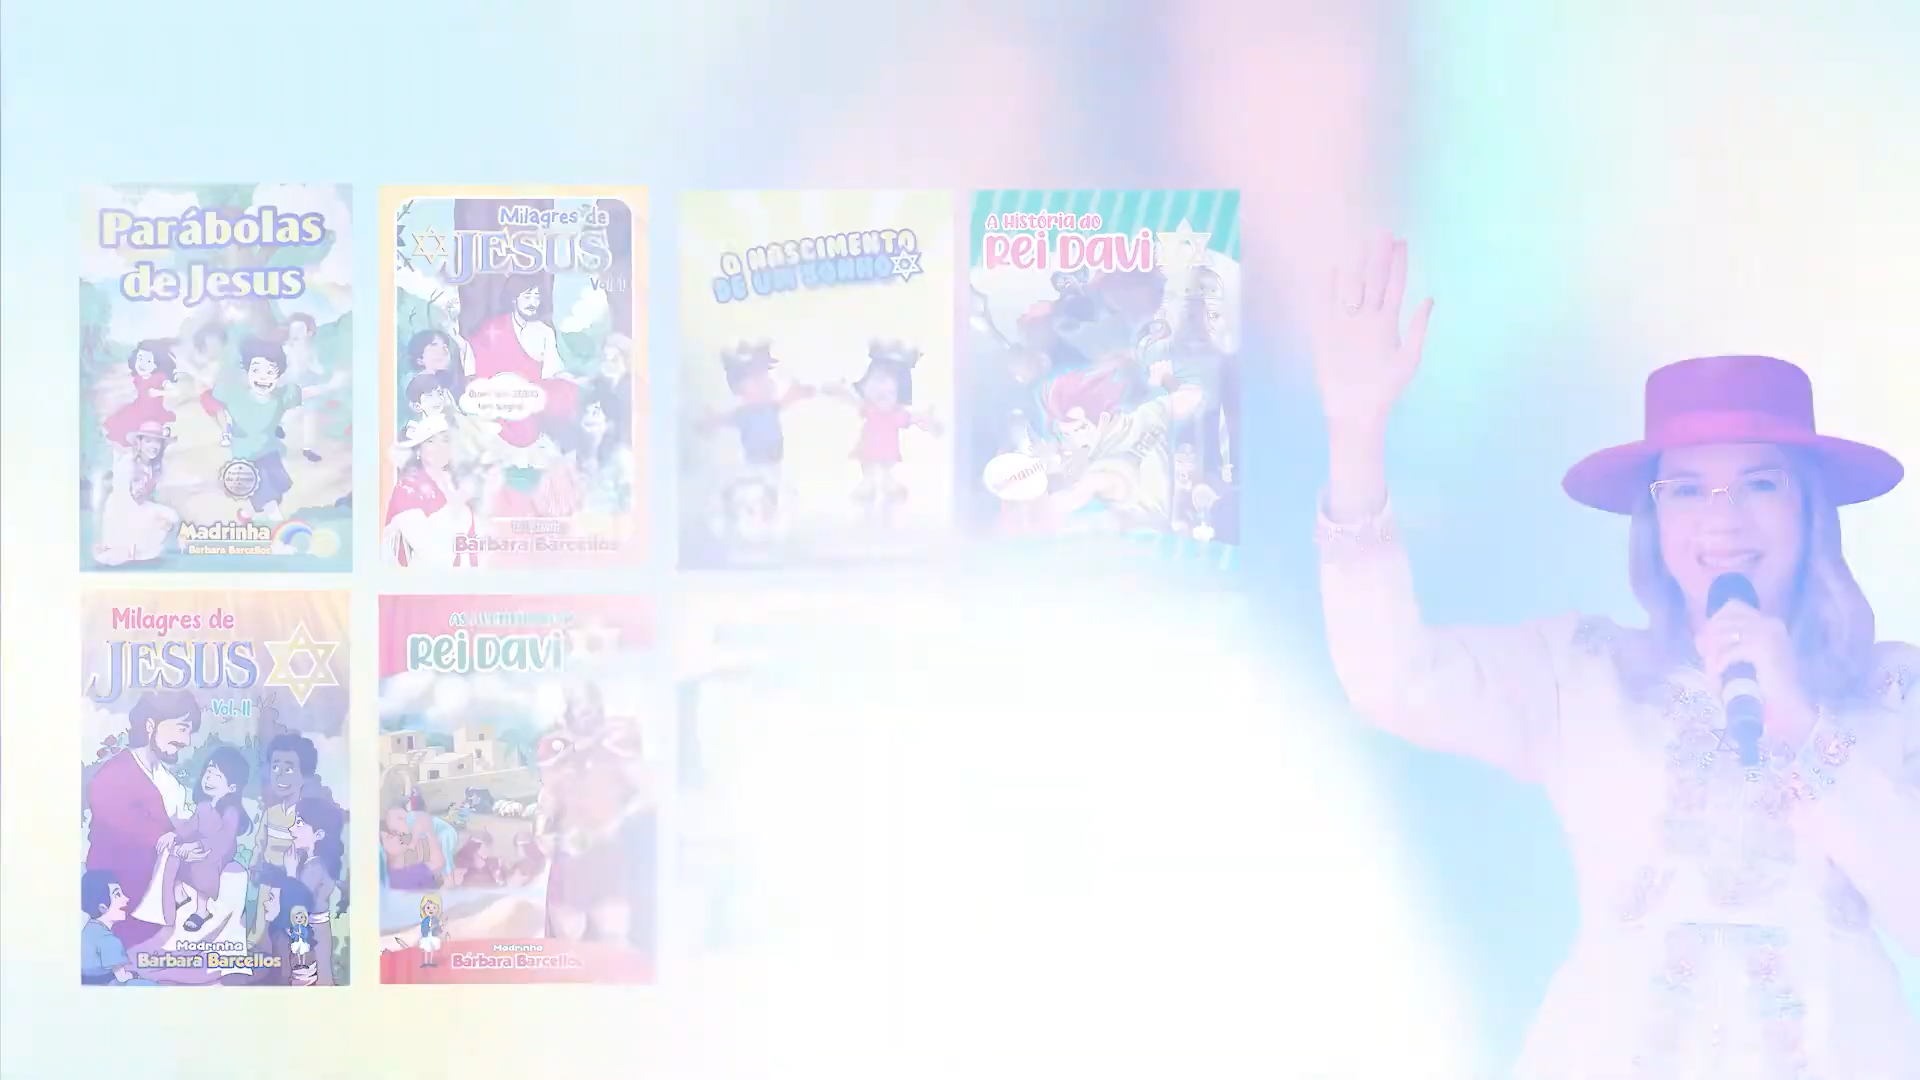 Parábolas
de Jesus
Madrinha
Bárbara Barcellos
Milagres de
JESUS
Bárbara Barcellos
O NASCIMENTO
DE UM SONHO
A História do
Rei Davi
Milagres de
JESUS
Vol. II
Madrinha
Bárbara Barcellos
Rei Davi
Madrinha
Bárbara Barcellos